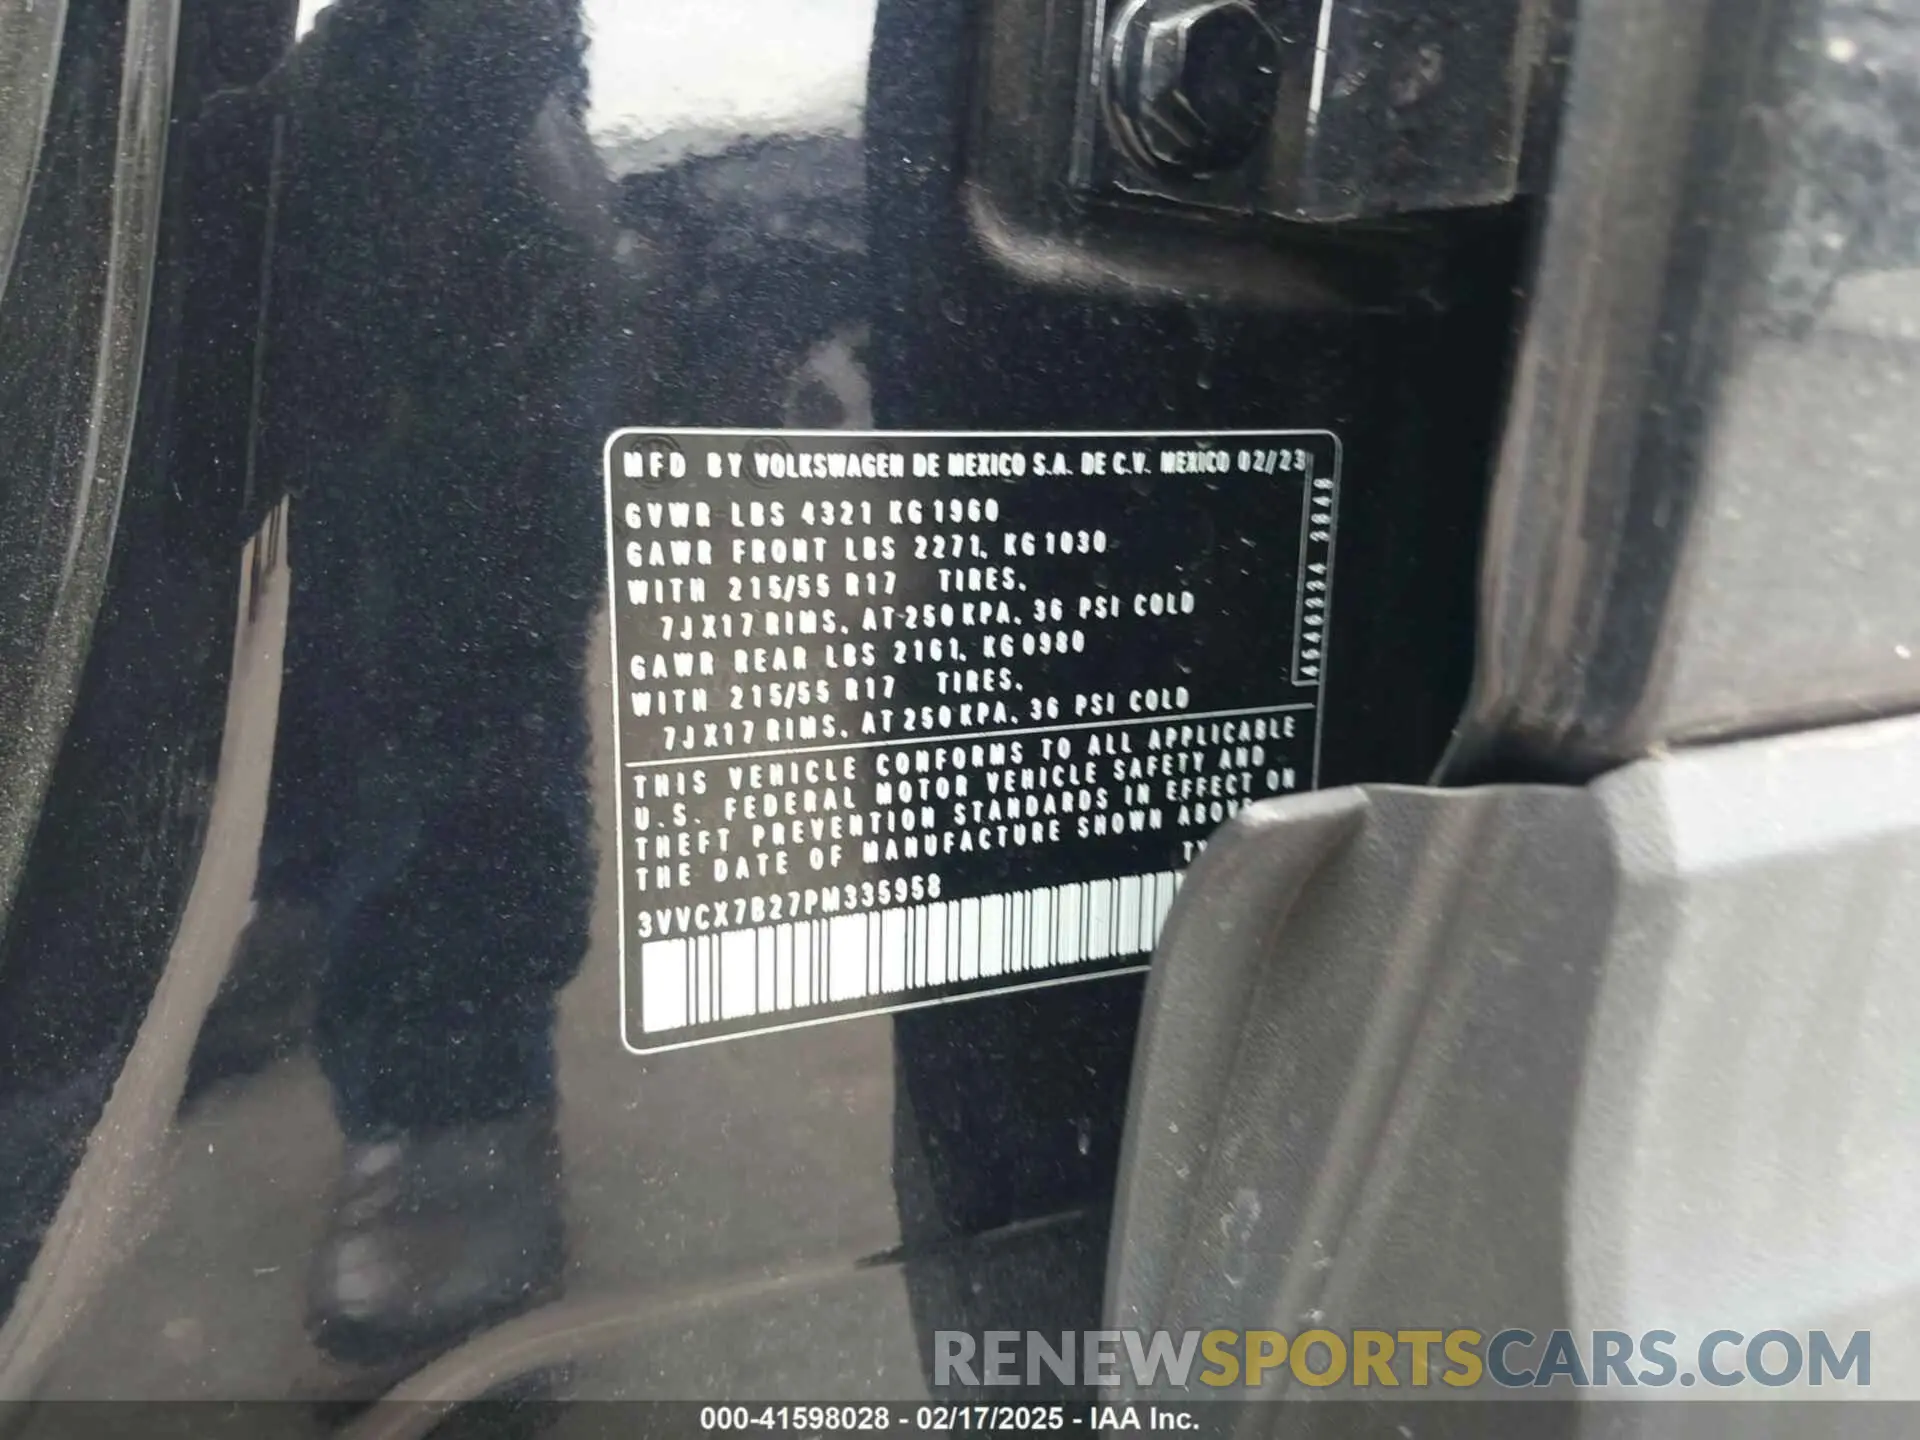 MFD BY VOLKSWAGEN DE MEXICO S.A. DE C.V. MEXICO 02/23
GVWR LBS 4321 KG 1960
GAWR FRONT LBS 2271, KG 1030
WITH 215/55 R17 TIRES,
7J X17 RIMS, AT 250 KPA, 36 PSI COLD
GAWR REAR LBS 2161, KG 0980
WITH 215/55 R17 TIRES,
7J X17 RIMS, AT 250 KPA, 36 PSI COLD
THIS VEHICLE CONFORMS TO ALL APPLICABLE
U.S. FEDERAL MOTOR VEHICLE SAFETY AND
THEFT PREVENTION STANDARDS IN EFFECT ON
THE DATE OF MANUFACTURE SHOWN ABOVE
3VVCX7B27PM335958
RENEWSPORTSCARS.COM
000-41598028 - 02/17/2025 - IAA Inc.